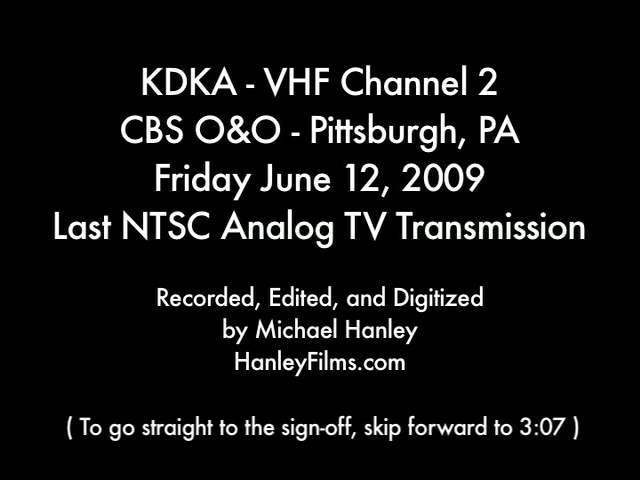 KDKA - VHF Channel 2
CBS O&O - Pittsburgh, PA
Friday June 12, 2009
Last NTSC Analog TV Transmission
Recorded, Edited, and Digitized
by Michael Hanley
HanleyFilms.com
( To go straight to the sign-off, skip forward to 3:07 )